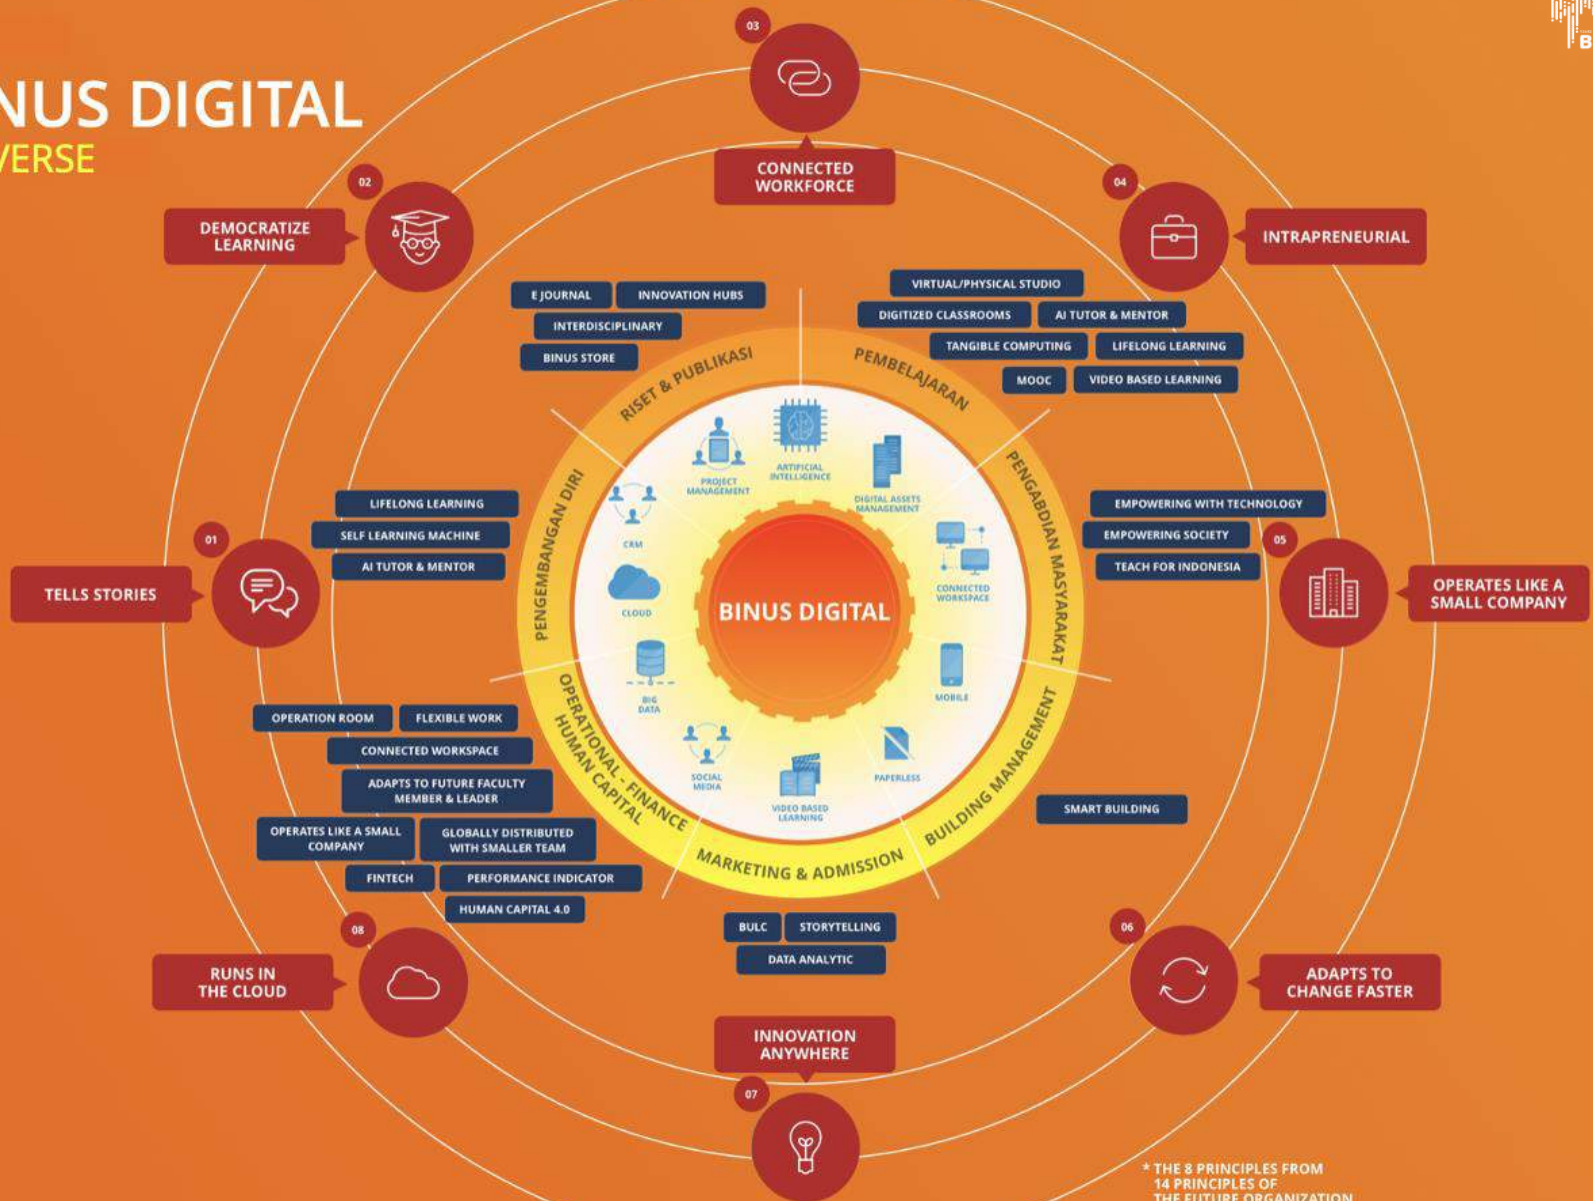 NUS DIGITAL
VERSE
B
03
CONNECTED
WORKFORCE
02
DEMOCRATIZE
LEARNING
04
INTRAPRENEURIAL
E JOURNAL
INNOVATION HUBS
INTERDISCIPLINARY
BINUS STORE
VIRTUAL/PHYSICAL STUDIO
DIGITIZED CLASSROOMS
AI TUTOR & MENTOR
TANGIBLE COMPUTING
LIFELONG LEARNING
MOOC
VIDEO BASED LEARNING
RISET & PUBLIKASI
PEMBELAJARAN
PENGEMBANGAN DIRI
PENGABDIAN MASYARAKAT
OPERATIONAL - FINANCE
HUMAN CAPITAL
MARKETING & ADMISSION
BUILDING MANAGEMENT
PROJECT
MANAGEMENT
ARTIFICIAL
INTELLIGENCE
DIGITAL ASSETS
MANAGEMENT
CRM
CONNECTED
WORKSPACE
CLOUD
BINUS DIGITAL
BIG
DATA
MOBILE
SOCIAL
MEDIA
VIDEO BASED
LEARNING
PAPERLESS
01
TELLS STORIES
LIFELONG LEARNING
SELF LEARNING MACHINE
AI TUTOR & MENTOR
EMPOWERING WITH TECHNOLOGY
EMPOWERING SOCIETY
TEACH FOR INDONESIA
05
OPERATES LIKE A
SMALL COMPANY
OPERATION ROOM
FLEXIBLE WORK
CONNECTED WORKSPACE
ADAPTS TO FUTURE FACULTY
MEMBER & LEADER
OPERATES LIKE A SMALL
COMPANY
GLOBALLY DISTRIBUTED
WITH SMALLER TEAM
FINTECH
PERFORMANCE INDICATOR
HUMAN CAPITAL 4.0
SMART BUILDING
BULC
STORYTELLING
DATA ANALYTIC
08
RUNS IN
THE CLOUD
06
ADAPTS TO
CHANGE FASTER
INNOVATION
ANYWHERE
07
* THE 8 PRINCIPLES FROM
14 PRINCIPLES OF
THE FUTURE ORGANIZATION